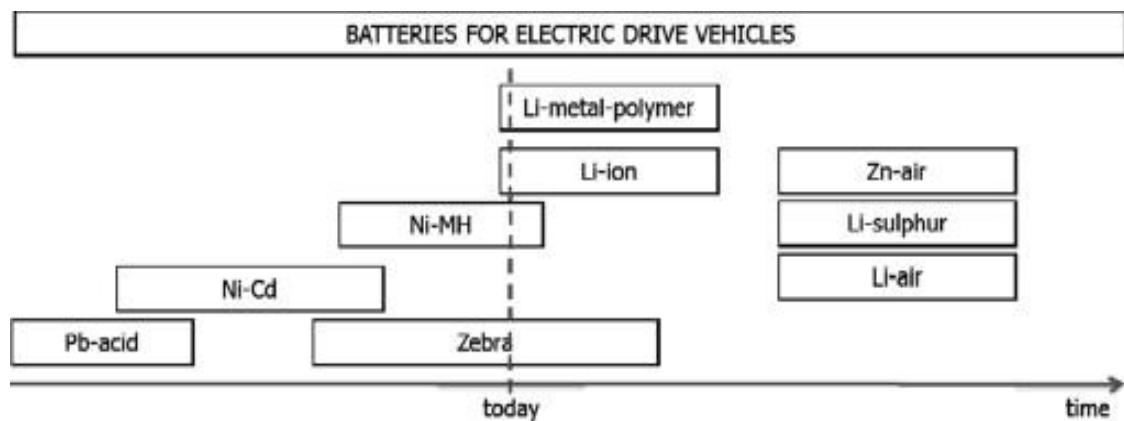 BATTERIES FOR ELECTRIC DRIVE VEHICLES
Li-metal-polymer
Li-ion
Zn-air
Ni-MH
Li-sulphur
Ni-Cd
Li-air
Pb-acid
Zebra
today
time